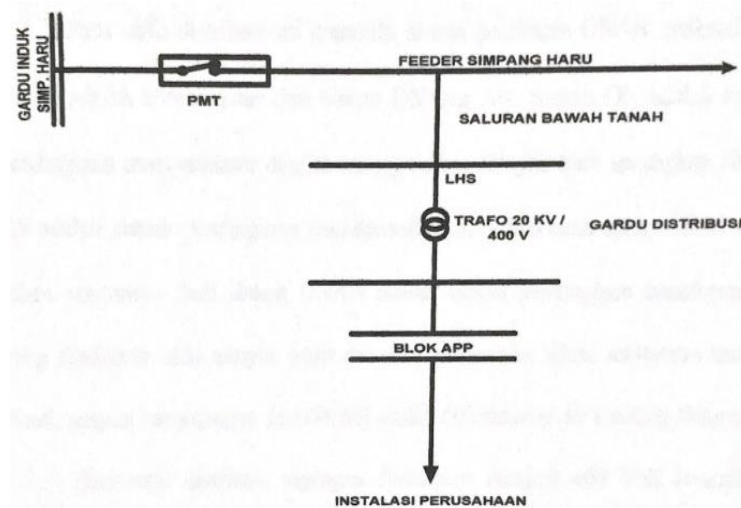 GARDU INDUK
SIMP. HARU
PMT
FEEDER SIMPANG HARU
SALURAN BAWAH TANAH
LHS
TRAFO 20 KV /
400 V
GARDU DISTRIBUSI
BLOK APP
INSTALASI PERUSAHAAN